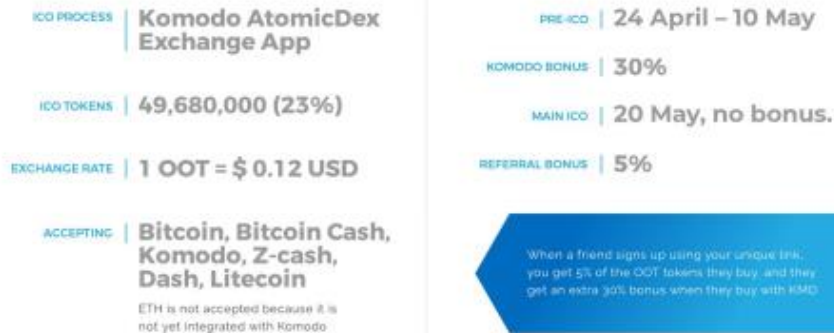 ICO PROCESS
Komodo AtomicDex
Exchange App
ICO TOKENS
49,680,000 (23%)
EXCHANGE RATE
1 OOT = $ 0.12 USD
ACCEPTING
Bitcoin, Bitcoin Cash,
Komodo, Z-cash,
Dash, Litecoin
ETH is not accepted because it is
not yet integrated with Komodo
PRE-ICO
24 April – 10 May
KOMODO BONUS
30%
MAIN ICO
20 May, no bonus.
REFERRAL BONUS
5%
When a friend signs up using your unique link,
you get 5% of the OOT tokens they buy, and they
get an extra 30% bonus when they buy with KMD